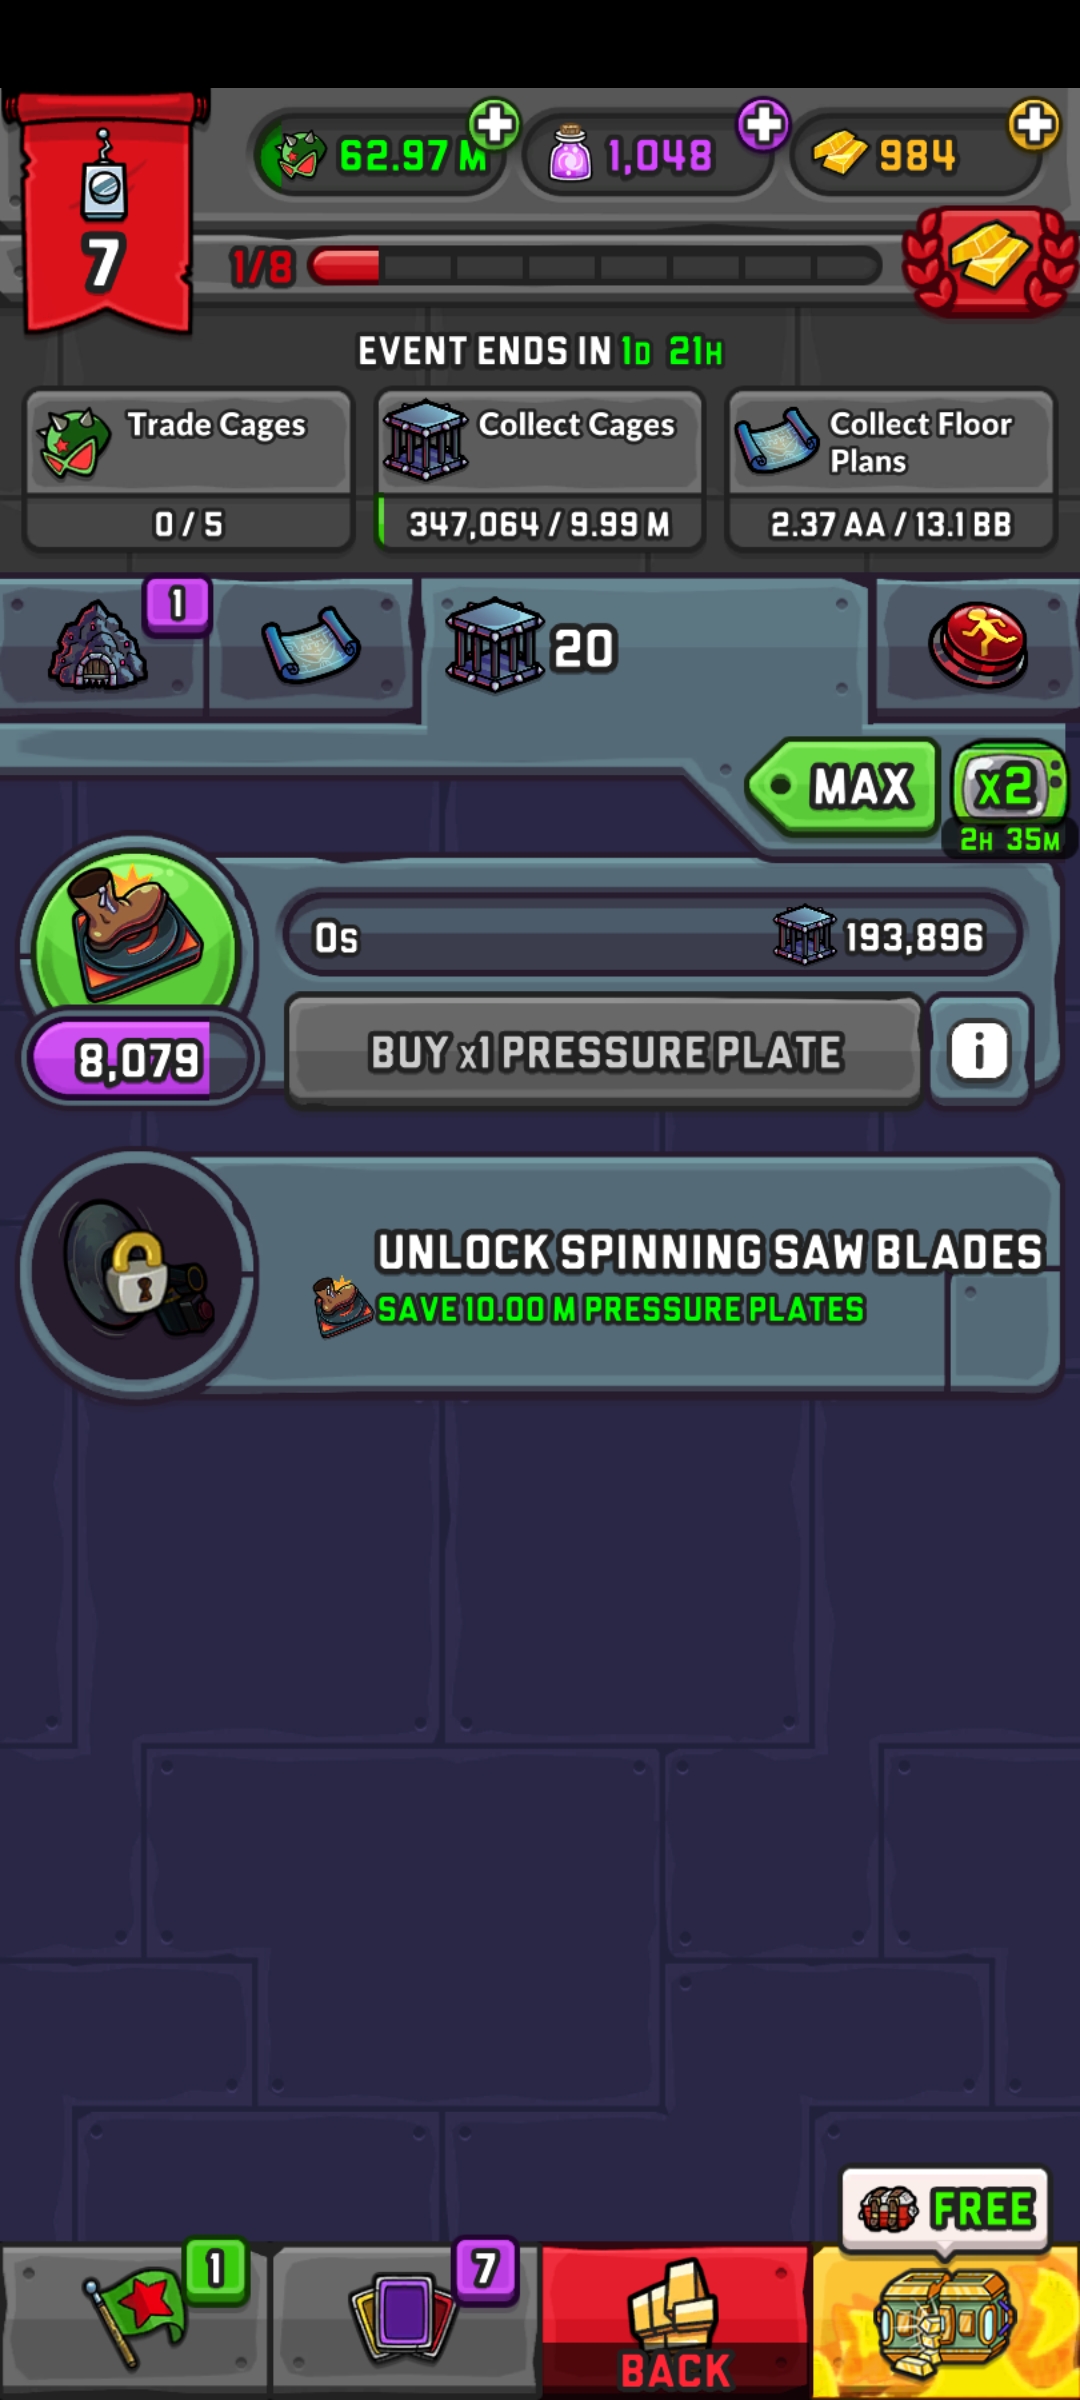 62.97 M
1,048
984
7
1/8
EVENT ENDS IN 1D 21H
Trade Cages
0 / 5
Collect Cages
347,064 / 9.99 M
Collect Floor
Plans
2.37 AA / 13.1 BB
1
20
MAX
x2
2H 35M
0s
193,896
8,079
BUY x1 PRESSURE PLATE
i
UNLOCK SPINNING SAW BLADES
SAVE 10.00 M PRESSURE PLATES
FREE
1
7
BACK